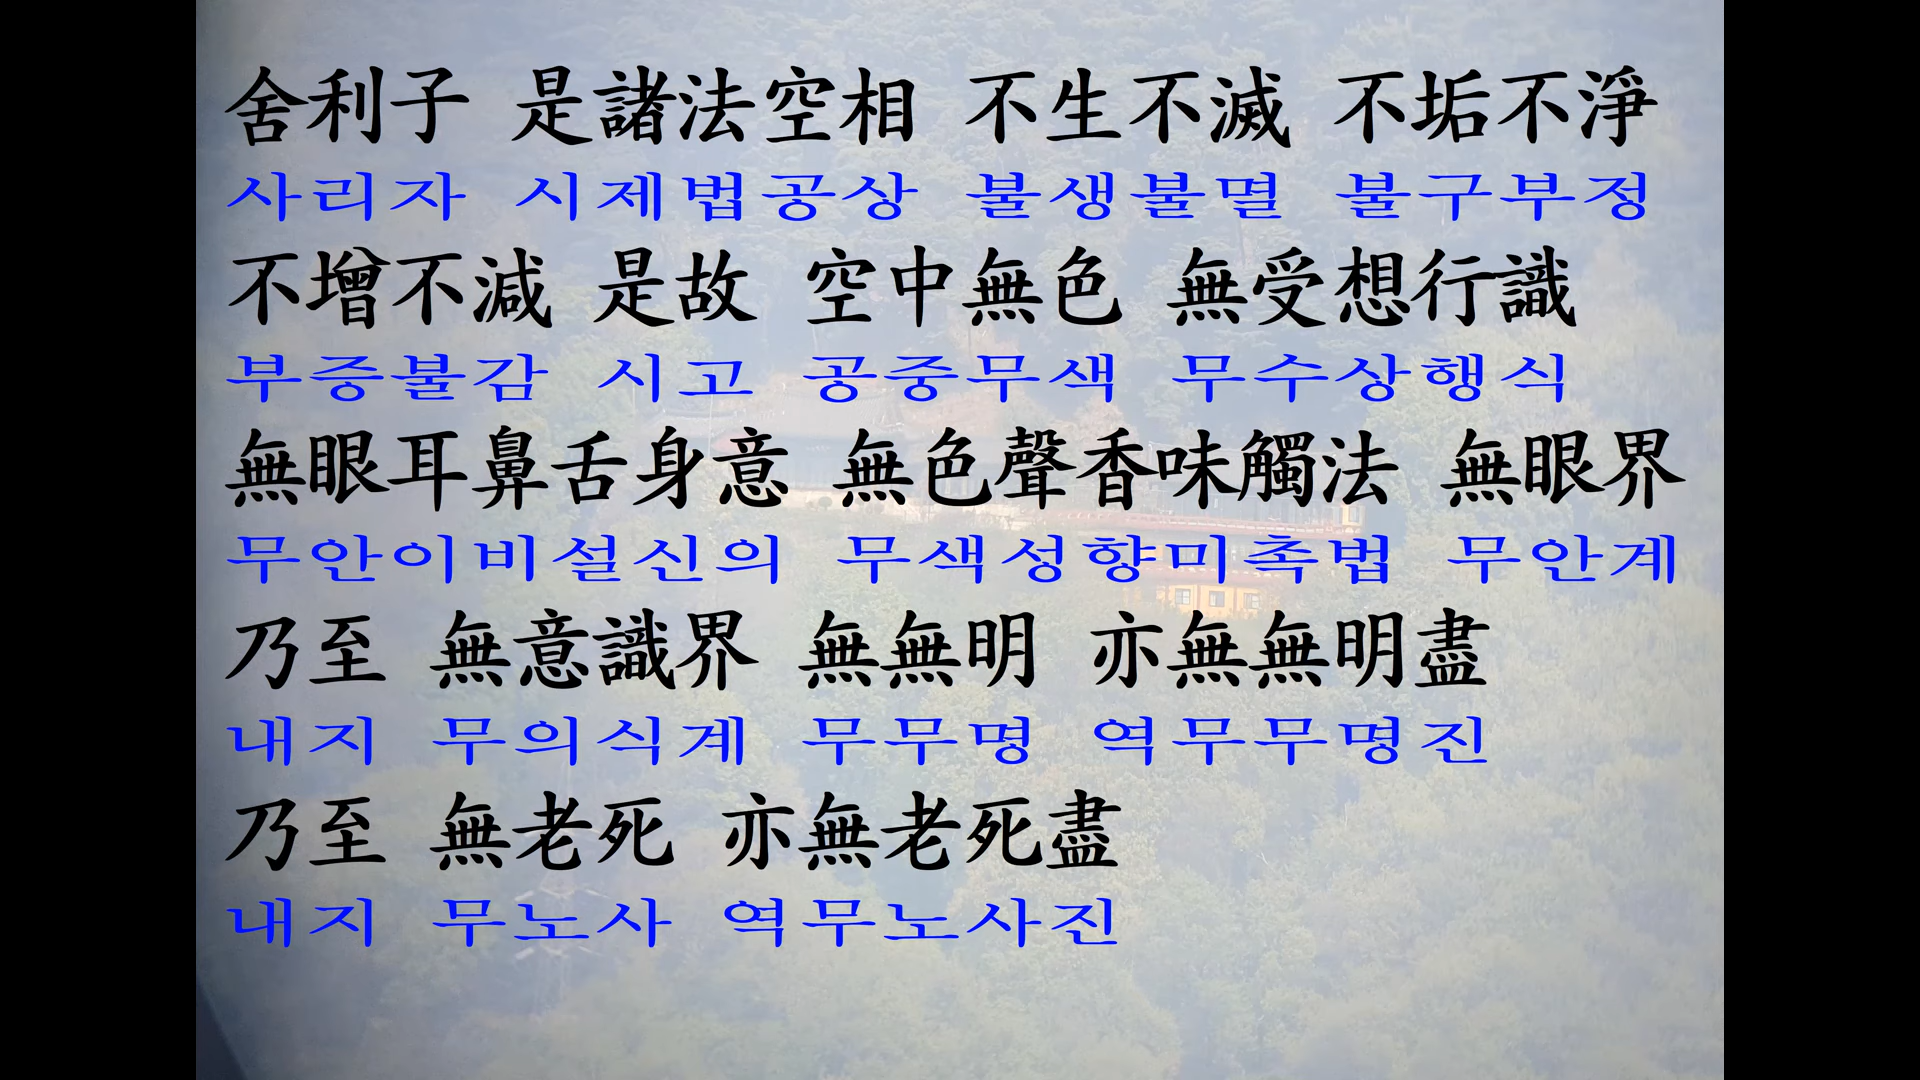 舍利子 是諸法空相 不生不滅 不垢不淨
사리자 시제법공상 불생불멸 불구부정
不增不減 是故 空中無色 無受想行識
부증불감 시고 공중무색 무수상행식
無眼耳鼻舌身意 無色聲香味觸法 無眼界
무안이비설신의 무색성향미촉법 무안계
乃至 無意識界 無無明 亦無無明盡
내지 무의식계 무무명 역무무명진
乃至 無老死 亦無老死盡
내지 무노사 역무노사진